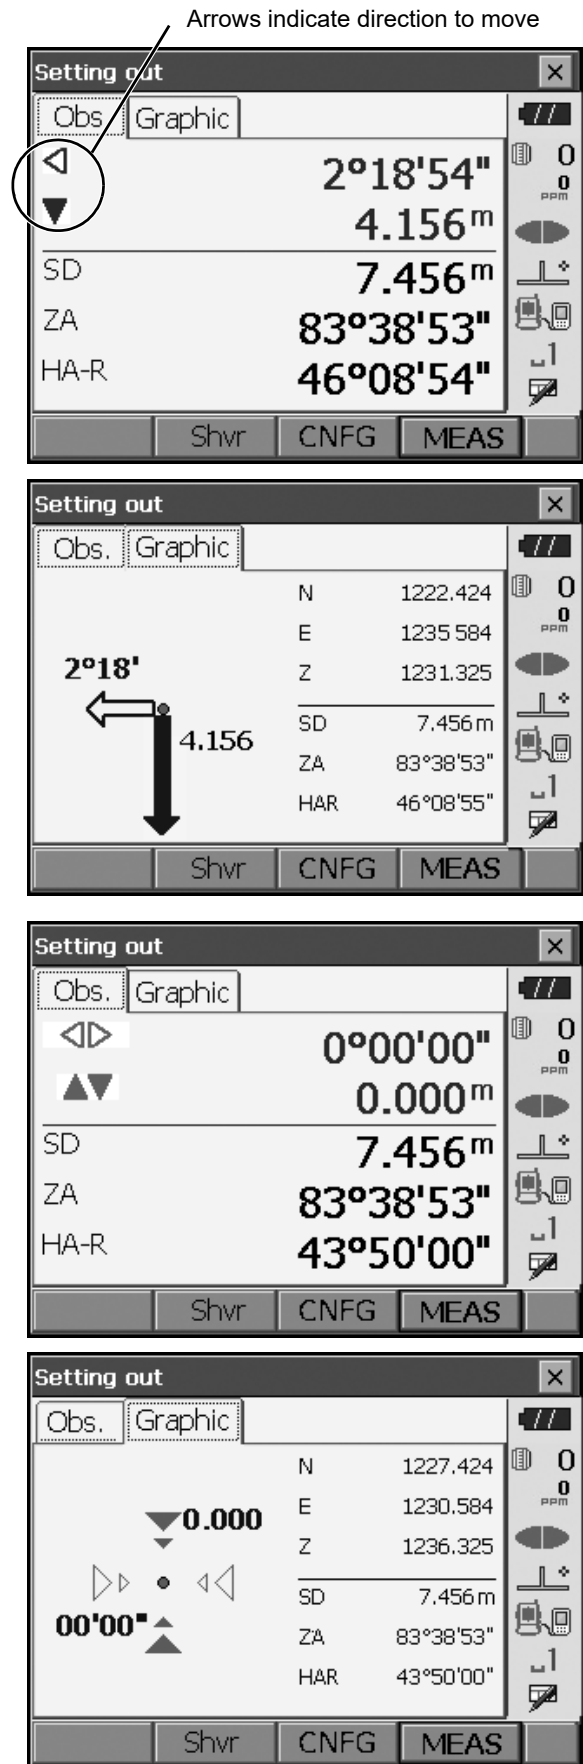 Arrows indicate direction to move
Setting out
Obs. Graphic
2°18'54"
4.156 m
0
0
PPM
SD 7.456 m
ZA 83°38'53"
HA-R 46°08'54"
1
Shvr CNFG MEAS
Setting out
Obs. Graphic
N 1222.424
E 1235 584
Z 1231.325
2°18'
4.156
SD 7.456 m
ZA 83°38'53"
HAR 46°08'55"
0
0
PPM
1
Shvr CNFG MEAS
Setting out
Obs. Graphic
0°00'00"
0.000 m
0
0
PPM
SD 7.456 m
ZA 83°38'53"
HA-R 43°50'00"
1
Shvr CNFG MEAS
Setting out
Obs. Graphic
N 1227.424
E 1230.584
Z 1236.325
0.000
00'00"
SD 7.456 m
ZA 83°38'53"
HAR 43°50'00"
0
0
PPM
1
Shvr CNFG MEAS